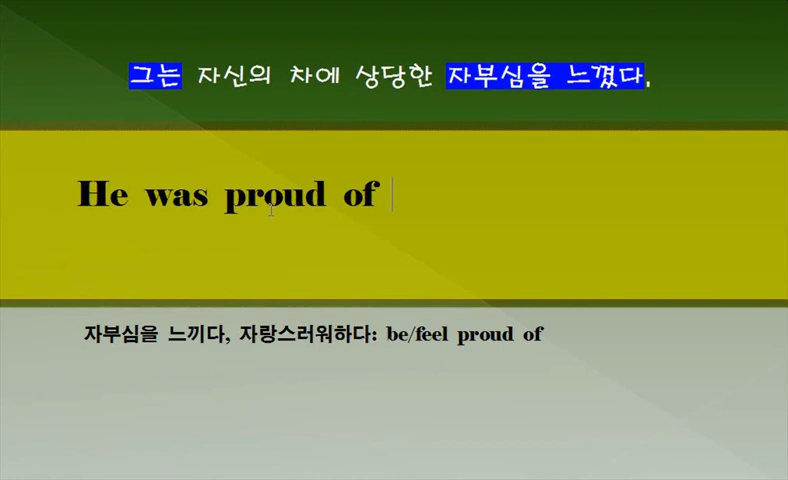 그는 자신의 차에 상당한 자부심을 느꼈다.
He was proud of
자부심을 느끼다, 자랑스러워하다: be/feel proud of